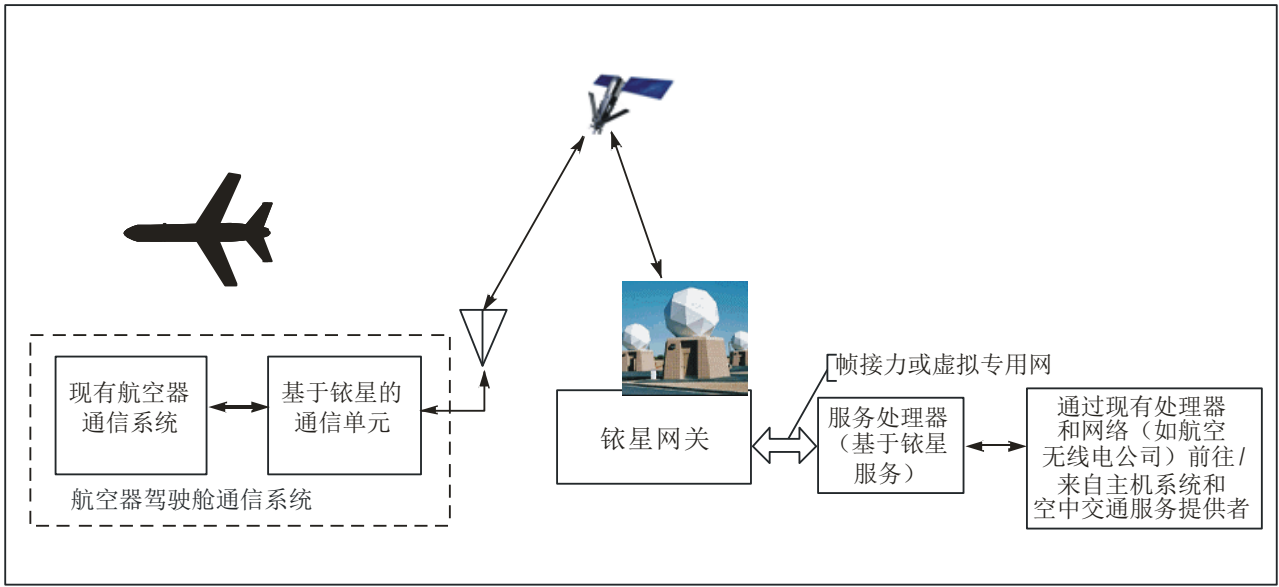 现有航空器
通信系统
基于铱星的
通信单元
航空器驾驶舱通信系统
铱星网关
帧接力或虚拟专用网
服务处理器
（基于铱星
服务）
通过现有处理器
和网络（如航空
无线电公司）前往/
来自主机系统和
空中交通服务提供者